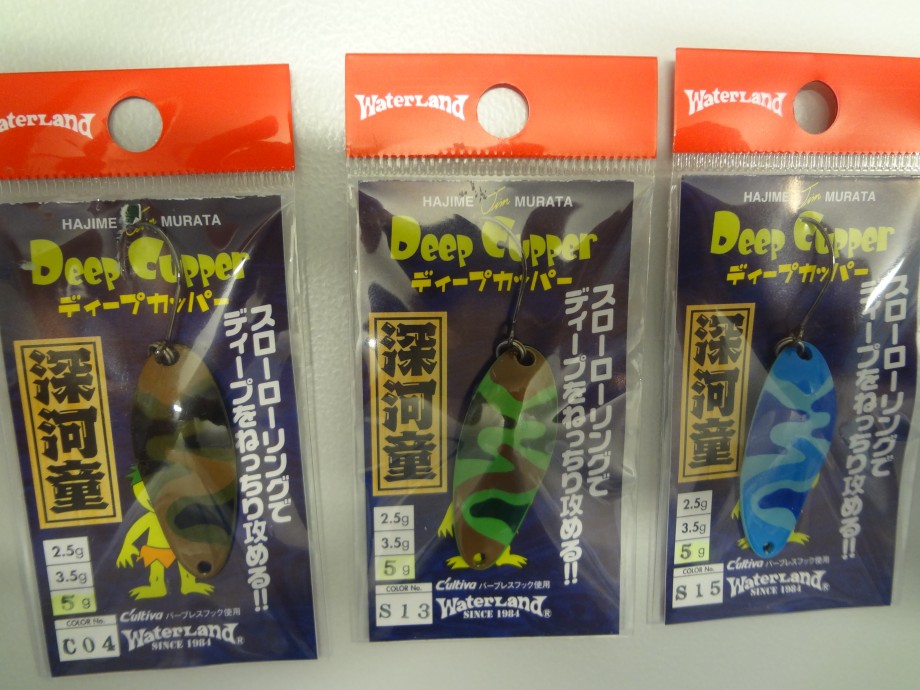 aterLand
HAJIME Jim MURATA
Deep Cupper
ディープカッパー
スローローリングで
ディープをねっちり攻める!!
深河童
2.5g
3.5g
5g
COLOR No.
C04
C'ultiva バーブレスフック使用
WaterLand®
SINCE 1984
WaterLand
HAJIME Jim MURATA
Deep Cupper
ディープカッパー
スローローリングで
ディープをねっちり攻める!!
深河童
2.5g
3.5g
5g
COLOR No.
S13
C'ultiva バーブレスフック使用
WaterLand®
SINCE 1984
WaterLand
HAJIME Jim MURATA
Deep Cupper
ディープカッパー
スローローリングで
ディープをねっちり攻める!!
深河童
2.5g
3.5g
5g
COLOR No.
S15
C'ultiva バーブレスフック使用
WaterLand®
SINCE 1984